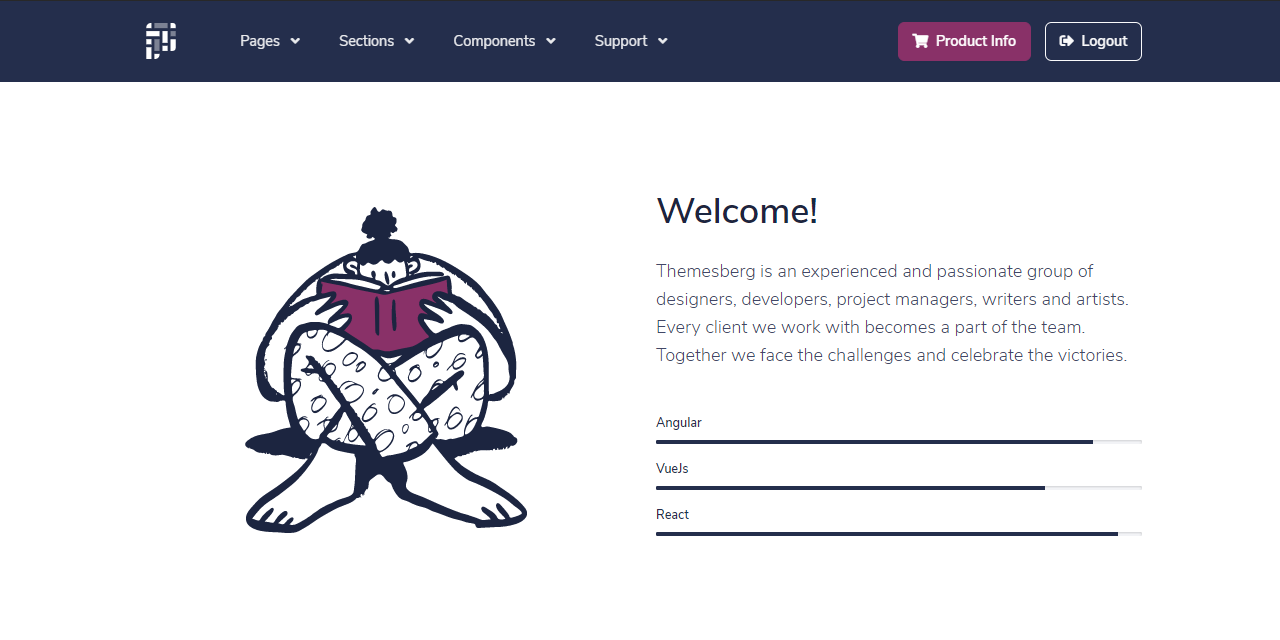 Pages
Sections
Components
Support
Product Info
Logout
Welcome!
Themesberg is an experienced and passionate group of
designers, developers, project managers, writers and artists.
Every client we work with becomes a part of the team.
Together we face the challenges and celebrate the victories.
Angular
VueJs
React